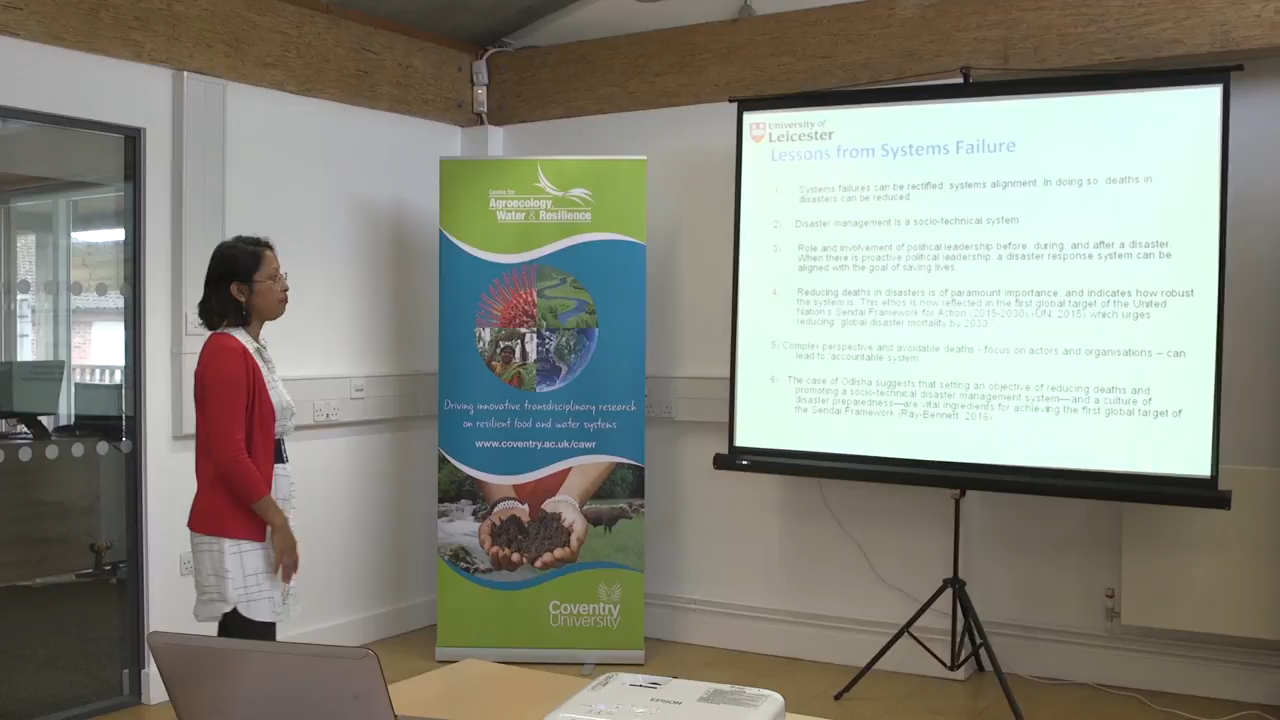 Centre for
Agroecology,
Water & Resilience
Driving innovative transdisciplinary research
on resilient food and water systems
www.coventry.ac.uk/cawr
Coventry
University
University of
Leicester
Lessons from Systems Failure
1) Systems failures can be rectified: systems alignment. In doing so, deaths in
disasters can be reduced
2) Disaster management is a socio-technical system
3) Role and involvement of political leadership before, during, and after a disaster.
When there is proactive political leadership, a disaster response system can be
aligned with the goal of saving lives.
4. Reducing deaths in disasters is of paramount importance, and indicates how robust
the system is. This ethos is now reflected in the first global target of the United
Nation's Sendai Framework for Action (2015-2030) (UN, 2015) which urges
reducing 'global disaster mortality by 2030
5) Complex perspective and avoidable deaths - focus on actors and organisations – can
lead to 'accountable system
6) The case of Odisha suggests that setting an objective of reducing deaths and
promoting a socio-technical disaster management system—and a culture of
disaster preparedness—are vital ingredients for achieving the first global target of
the Sendai Framework (Ray-Bennett, 2016)
EPSON